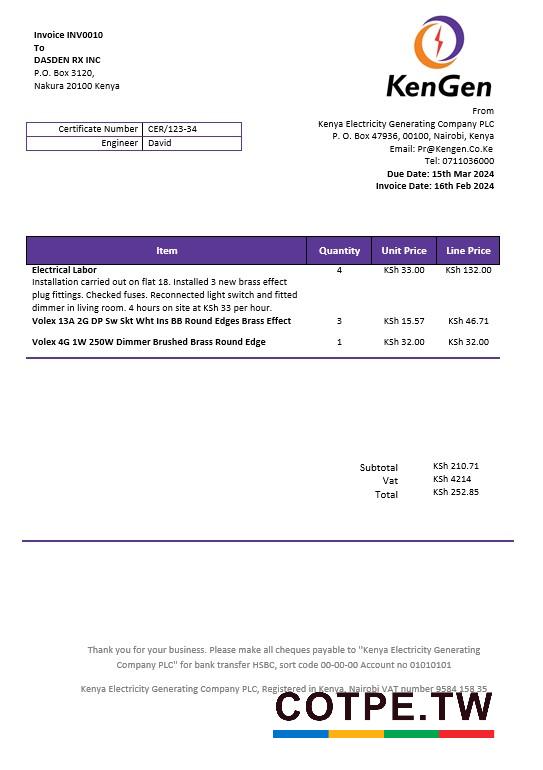 Invoice INV0010
To
DASDEN RX INC
P.O. Box 3120,
Nakura 20100 Kenya
KenGen
From
Kenya Electricity Generating Company PLC
P. O. Box 47936, 00100, Nairobi, Kenya
Email: Pr@Kengen.Co.Ke
Tel: 0711036000
Due Date: 15th Mar 2024
Invoice Date: 16th Feb 2024
Certificate Number CER/123-34
Engineer David
Item Quantity Unit Price Line Price
Electrical Labor 4 KSh 33.00 KSh 132.00
Installation carried out on flat 18. Installed 3 new brass effect
plug fittings. Checked fuses. Reconnected light switch and fitted
dimmer in living room. 4 hours on site at KSh 33 per hour.
Volex 13A 2G DP Sw Skt Wht Ins BB Round Edges Brass Effect 3 KSh 15.57 KSh 46.71
Volex 4G 1W 250W Dimmer Brushed Brass Round Edge 1 KSh 32.00 KSh 32.00
Subtotal KSh 210.71
Vat KSh 4214
Total KSh 252.85
Thank you for your business. Please make all cheques payable to "Kenya Electricity Generating
Company PLC" for bank transfer HSBC, sort code 00-00-00 Account no 01010101
Kenya Electricity Generating Company PLC, Registered in Kenya, Nairobi VAT number 9584 158 35
COTPE.TW